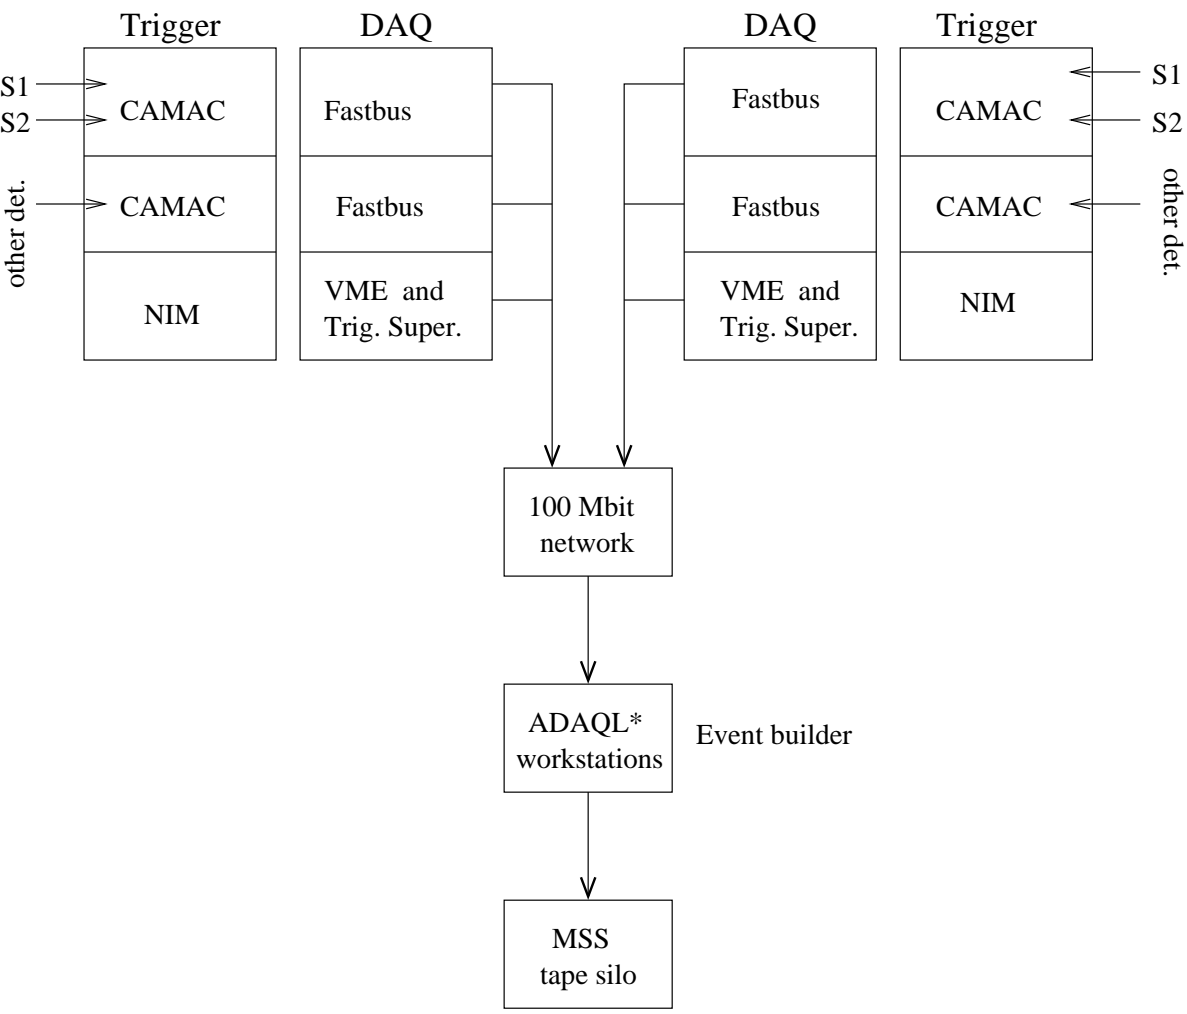 Trigger
DAQ
DAQ
Trigger
S1
S2
CAMAC
Fastbus
Fastbus
CAMAC
S1
S2
other det.
CAMAC
Fastbus
Fastbus
CAMAC
other det.
NIM
VME and
Trig. Super.
VME and
Trig. Super.
NIM
100 Mbit
network
ADAQL*
workstations
Event builder
MSS
tape silo